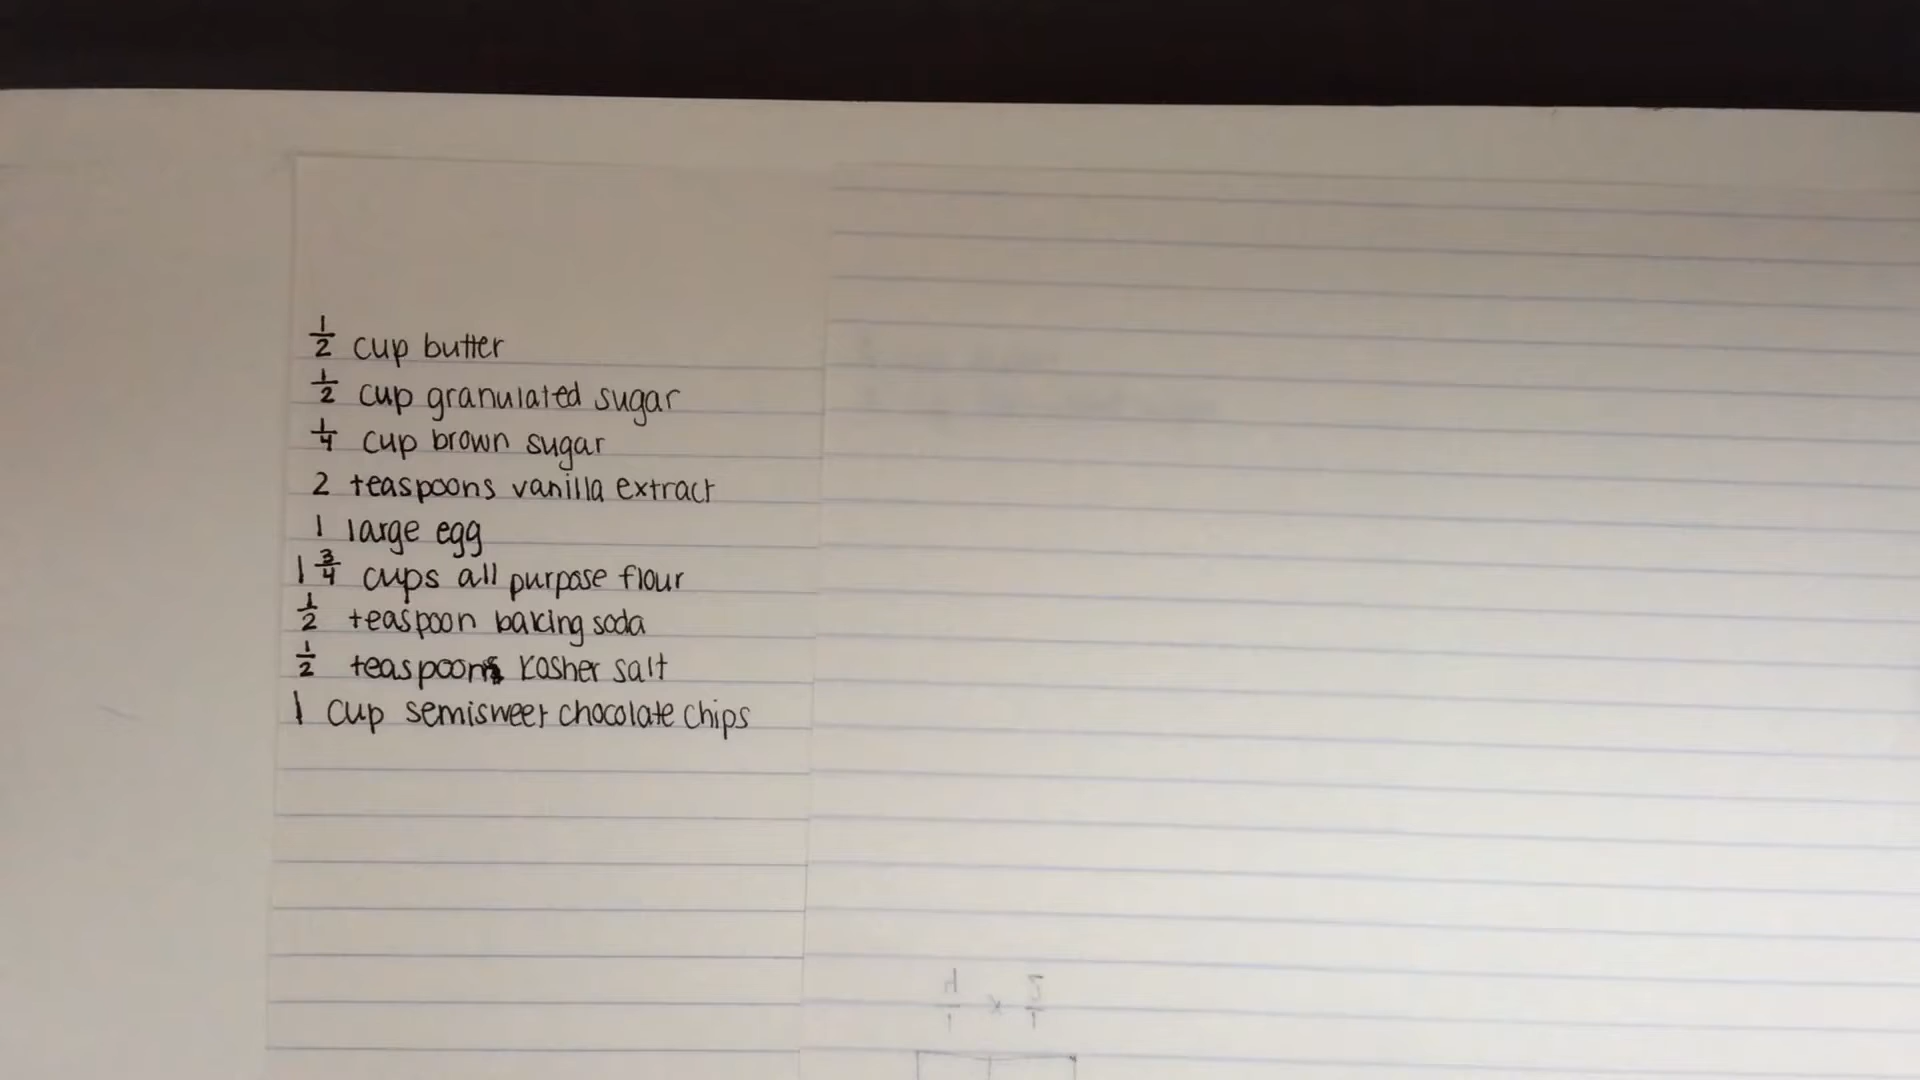 1/2 cup butter
1/2 cup granulated sugar
1/4 cup brown sugar
2 teaspoons vanilla extract
1 large egg
1 3/4 cups all purpose flour
1/2 teaspoon baking soda
1/2 teaspoon kosher salt
1 cup semisweet chocolate chips